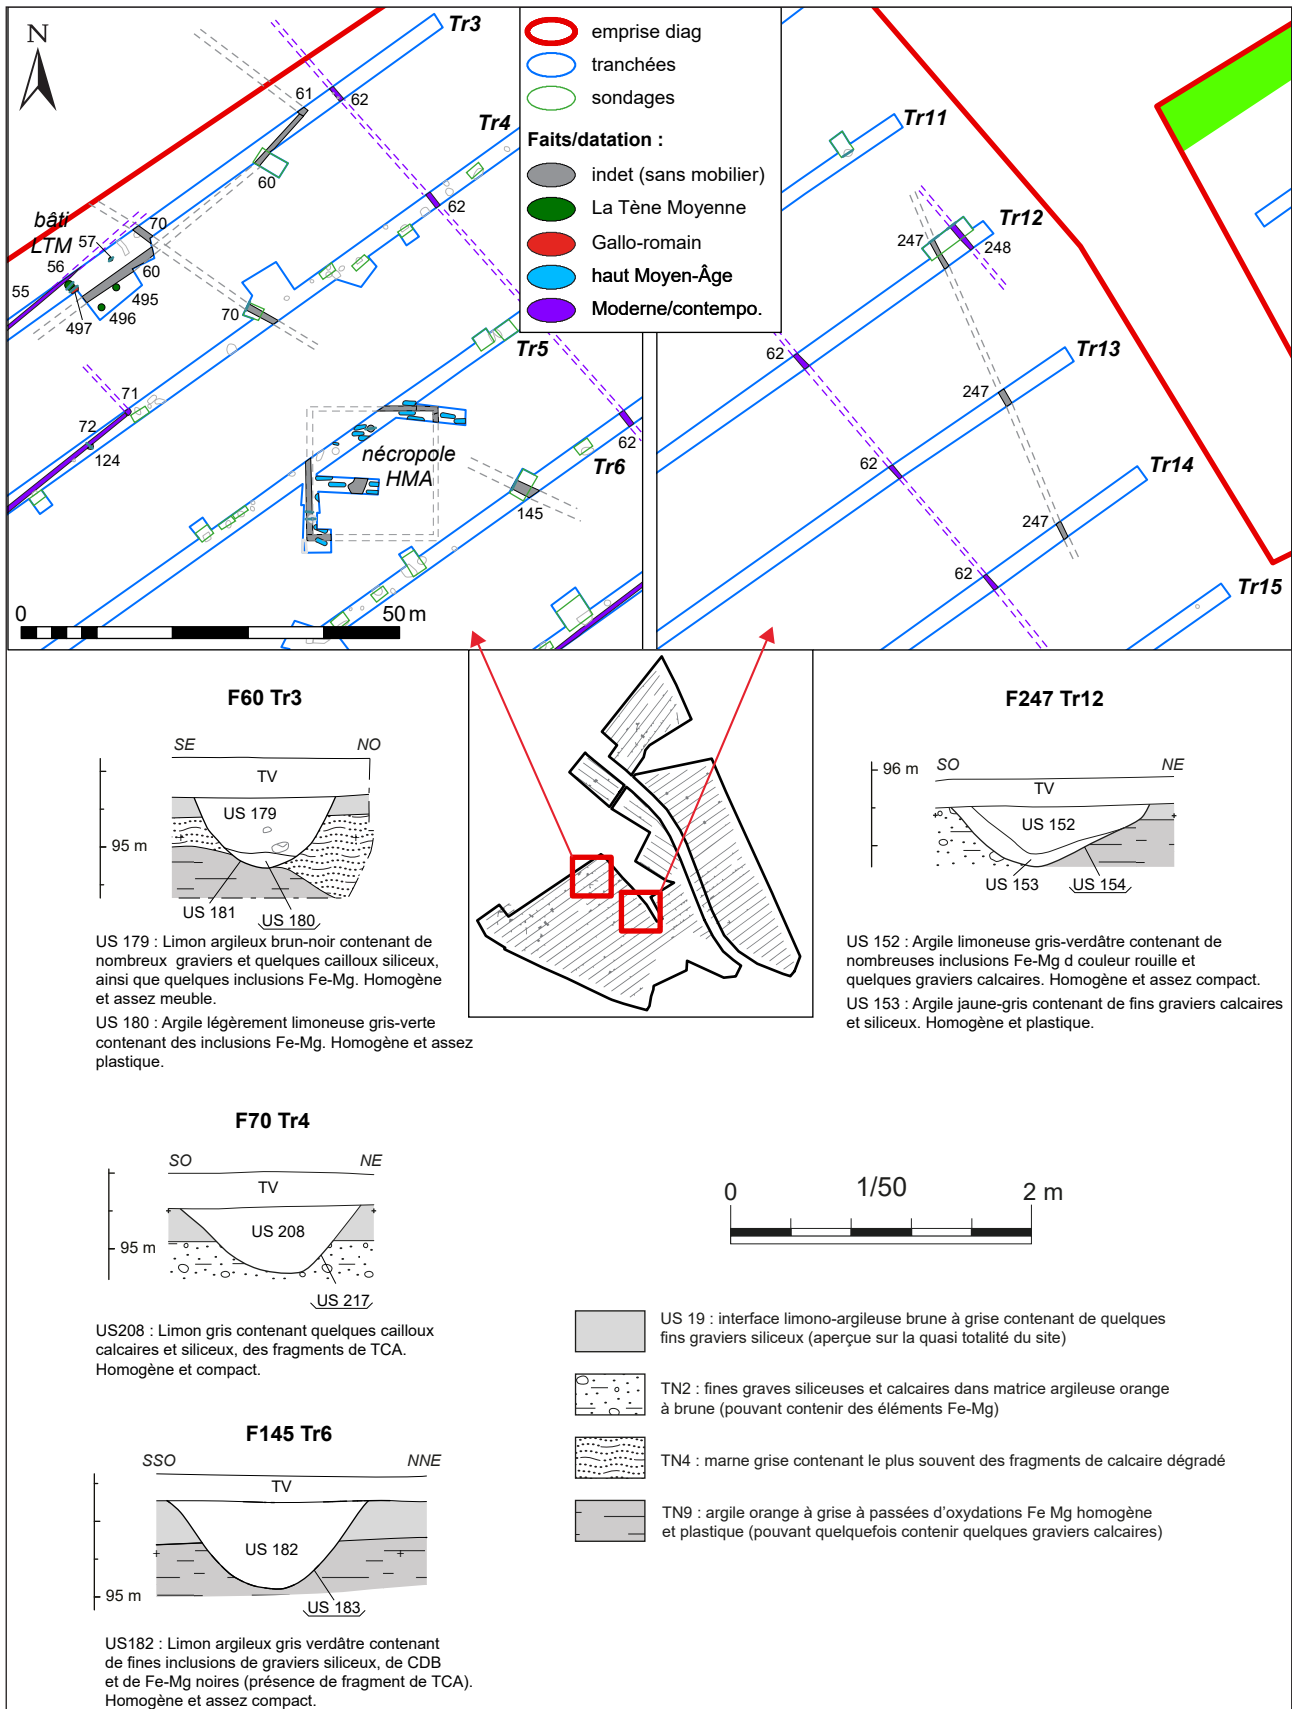 N
Tr3
61
62
Tr4
60
62
bâti
LTM
57
70
56
60
55
495
497
496
70
Tr5
71
72
124
nécropole
HMA
62
Tr6
145
0
50 m
emprise diag
tranchées
sondages
Faits/datation :
indet (sans mobilier)
La Tène Moyenne
Gallo-romain
haut Moyen-Âge
Moderne/contempo.
Tr11
Tr12
247
248
62
Tr13
247
62
Tr14
247
62
Tr15
F60 Tr3
SE
NO
TV
US 179
95 m
US 181
US 180
US 179 : Limon argileux brun-noir contenant de
nombreux graviers et quelques cailloux siliceux,
ainsi que quelques inclusions Fe-Mg. Homogène
et assez meuble.
US 180 : Argile légèrement limoneuse gris-verte
contenant des inclusions Fe-Mg. Homogène et assez
plastique.
F247 Tr12
96 m
SO
NE
TV
US 152
US 153
US 154
US 152 : Argile limoneuse gris-verdâtre contenant de
nombreuses inclusions Fe-Mg d couleur rouille et
quelques graviers calcaires. Homogène et assez compact.
US 153 : Argile jaune-gris contenant de fins graviers calcaires
et siliceux. Homogène et plastique.
F70 Tr4
SO
NE
TV
US 208
95 m
US 217
US208 : Limon gris contenant quelques cailloux
calcaires et siliceux, des fragments de TCA.
Homogène et compact.
0
1/50
2 m
F145 Tr6
SSO
NNE
TV
US 182
95 m
US 183
US182 : Limon argileux gris verdâtre contenant
de fines inclusions de graviers siliceux, de CDB
et de Fe-Mg noires (présence de fragment de TCA).
Homogène et assez compact.
US 19 : interface limono-argileuse brune à grise contenant de quelques
fins graviers siliceux (aperçue sur la quasi totalité du site)
TN2 : fines graves siliceuses et calcaires dans matrice argileuse orange
à brune (pouvant contenir des éléments Fe-Mg)
TN4 : marne grise contenant le plus souvent des fragments de calcaire dégradé
TN9 : argile orange à grise à passées d'oxydations Fe Mg homogène
et plastique (pouvant quelquefois contenir quelques graviers calcaires)